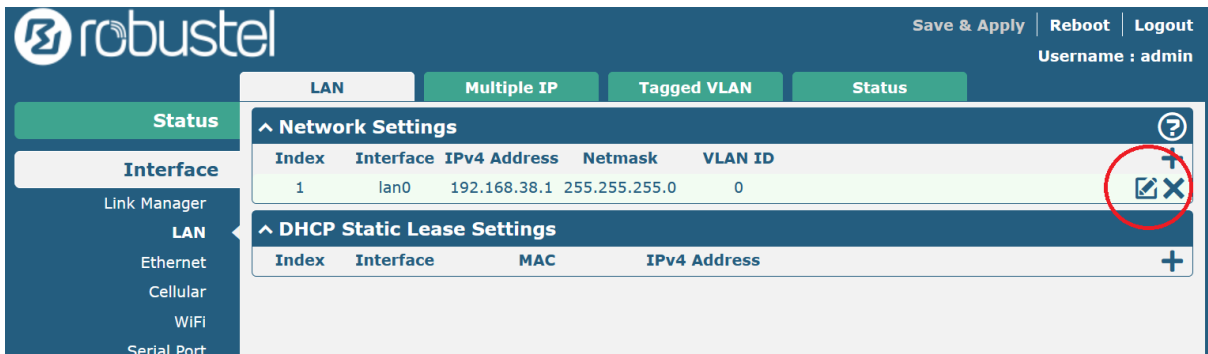 robustel
Save & Apply | Reboot | Logout
Username : admin
LAN Multiple IP Tagged VLAN Status
Status
Interface
Link Manager
LAN
Ethernet
Cellular
WiFi
Serial Port
Network Settings
Index Interface IPv4 Address Netmask VLAN ID
1 lan0 192.168.38.1 255.255.255.0 0
DHCP Static Lease Settings
Index Interface MAC IPv4 Address